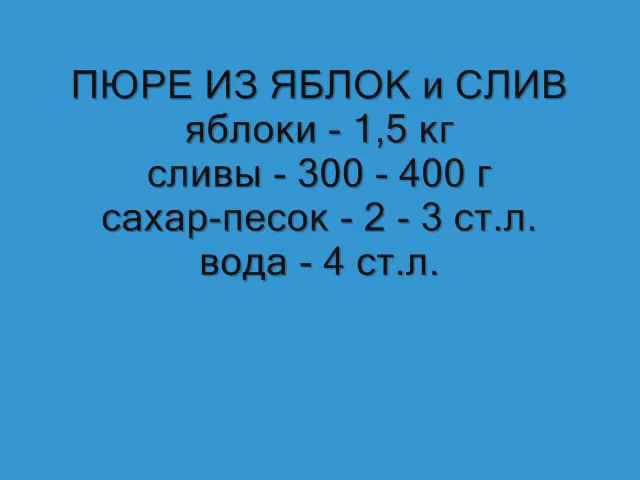 ПЮРЕ ИЗ ЯБЛОК и СЛИВ
яблоки - 1,5 кг
сливы - 300 - 400 г
сахар-песок - 2 - 3 ст.л.
вода - 4 ст.л.